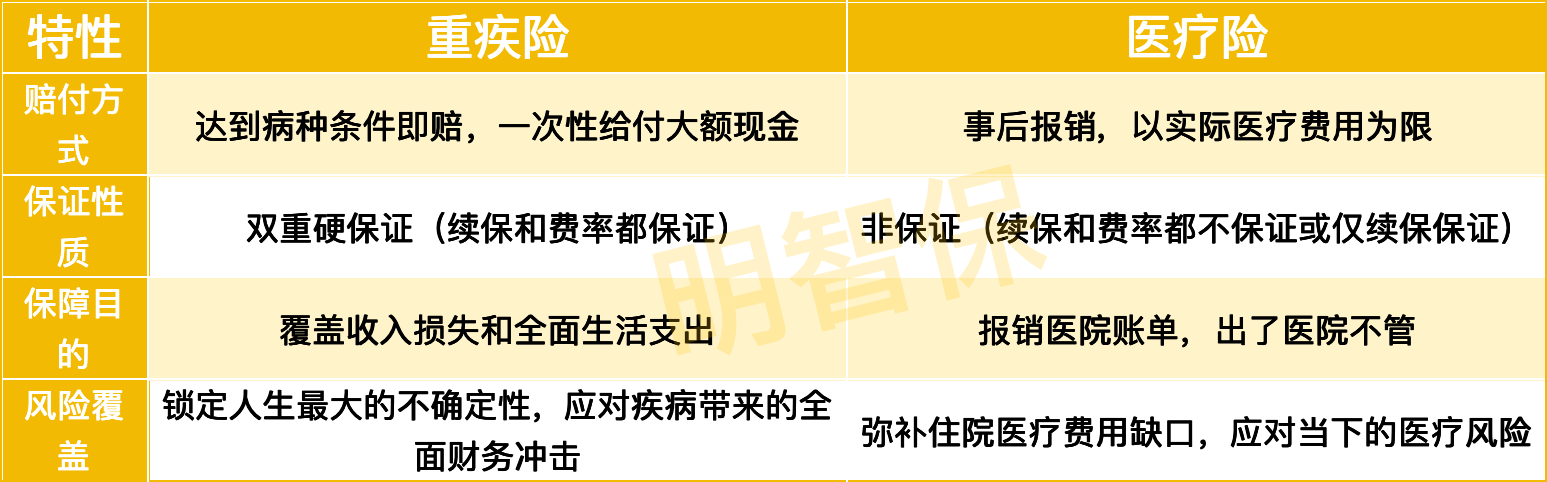 特性
重疾险
医疗险
赔付方
式
达到病种条件即赔，一次性给付大额现金
事后报销，以实际医疗费用为限
保证性
质
双重硬保证（续保和费率都保证）
非保证（续保和费率都不保证或仅续保保证）
保障目
的
覆盖收入损失和全面生活支出
报销医院账单，出了医院不管
风险覆
盖
锁定人生最大的不确定性，应对疾病带来的全
面财务冲击
弥补住院医疗费用缺口，应对当下的医疗风险
明智保